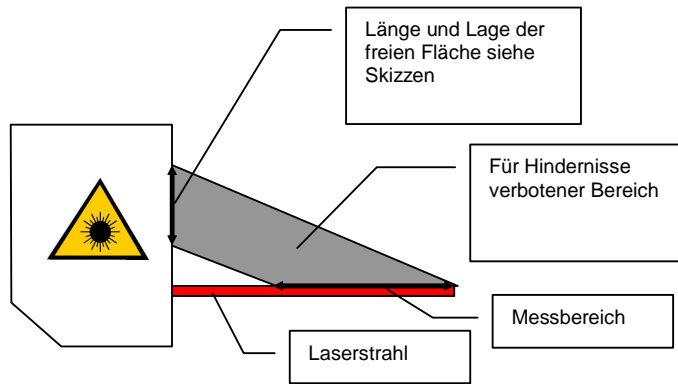 Länge und Lage der
freien Fläche siehe
Skizzen
Für Hindernisse
verbotener Bereich
Messbereich
Laserstrahl